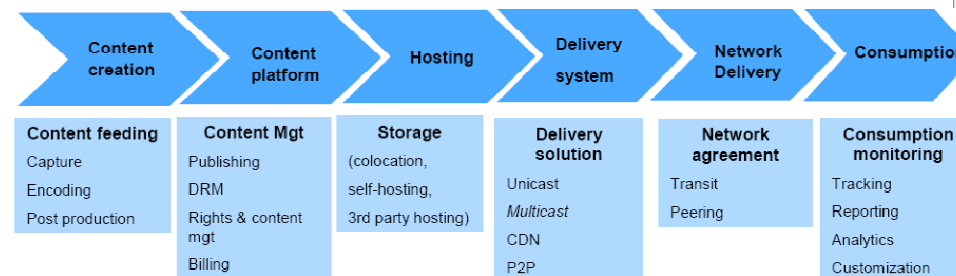 Content
creation
Content
platform
Hosting
Delivery
system
Network
Delivery
Consumption
Content feeding
Capture
Encoding
Post production
Content Mgt
Publishing
DRM
Rights & content
mgt
Billing
Storage
(colocation,
self-hosting,
3rd party hosting)
Delivery
solution
Unicast
Multicast
CDN
P2P
Network
agreement
Transit
Peering
Consumption
monitoring
Tracking
Reporting
Analytics
Customization